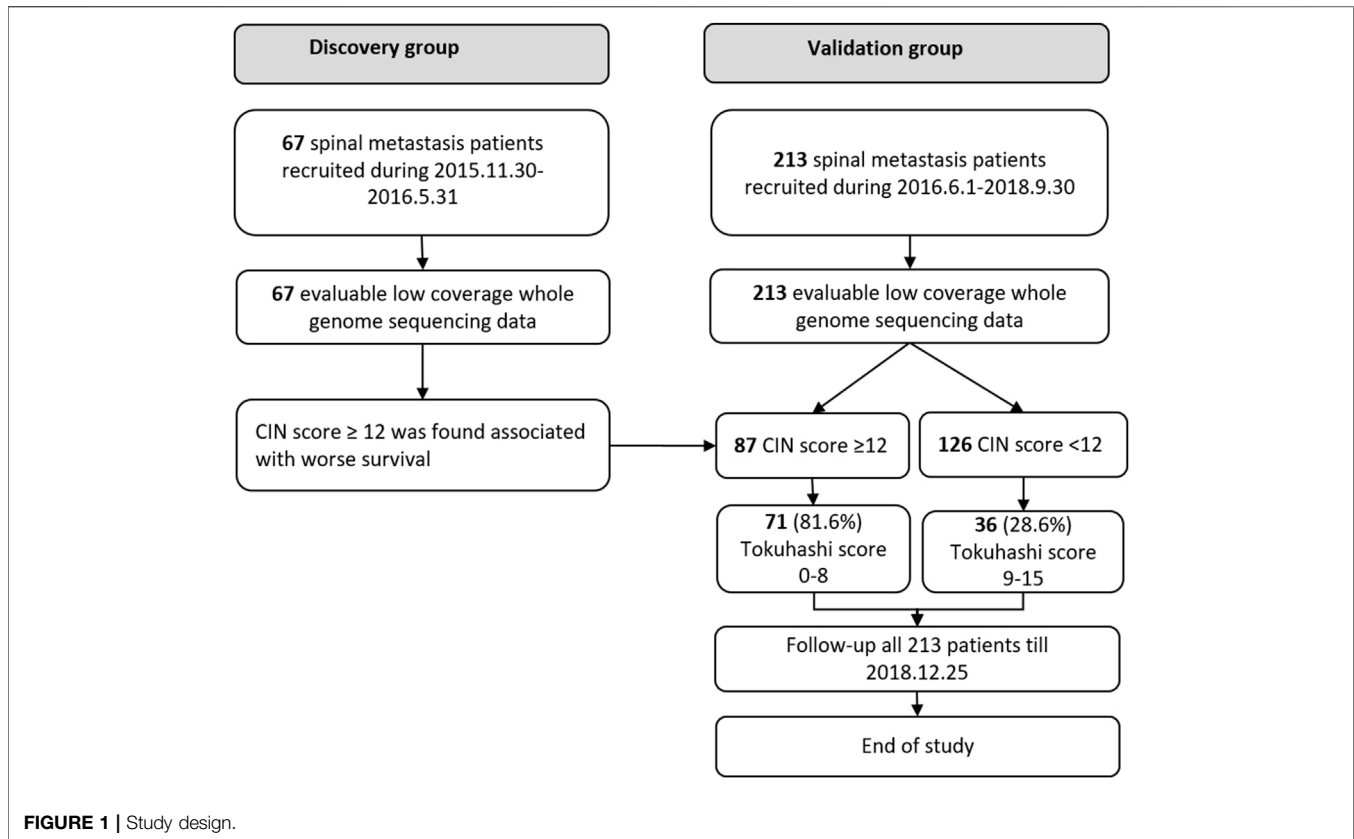 Discovery group
67 spinal metastasis patients
recruited during 2015.11.30-
2016.5.31
67 evaluable low coverage whole
genome sequencing data
CIN score ≥ 12 was found associated
with worse survival
Validation group
213 spinal metastasis patients
recruited during 2016.6.1-2018.9.30
213 evaluable low coverage whole
genome sequencing data
87 CIN score ≥12
126 CIN score <12
71 (81.6%)
Tokuhashi score
0-8
36 (28.6%)
Tokuhashi score
9-15
Follow-up all 213 patients till
2018.12.25
End of study
FIGURE 1 | Study design.